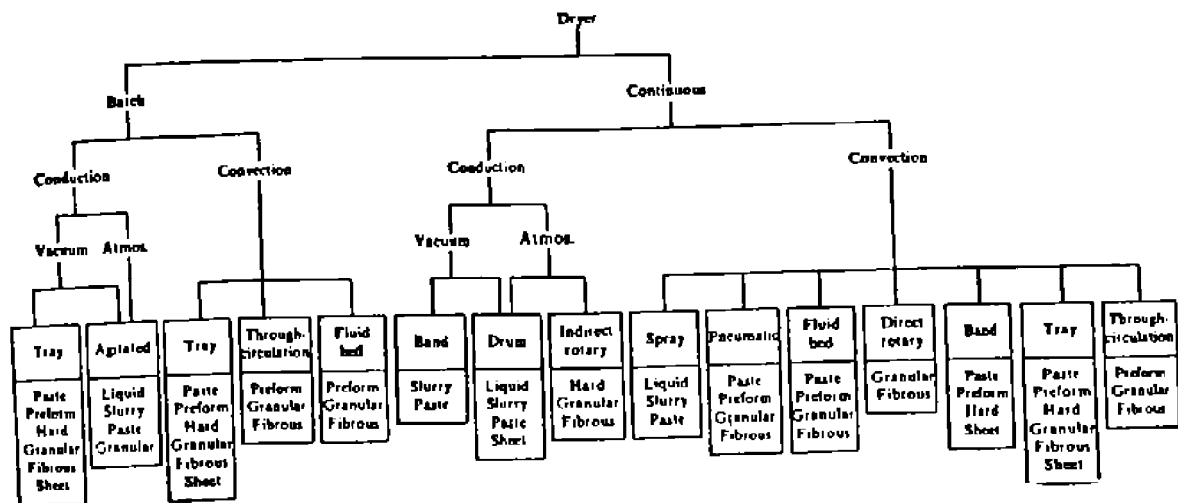 Dryer
Batch
Continuous
Conduction
Convection
Conduction
Convection
Vacuum
Atmos.
Vacuum
Atmos.
Tray
Paste
Preform
Hard
Granular
Fibrous
Sheet
Agitated
Liquid
Slurry
Paste
Granular
Tray
Paste
Preform
Hard
Granular
Fibrous
Sheet
Through-
circulation
Preform
Granular
Fibrous
Fluid
bed
Preform
Granular
Fibrous
Band
Slurry
Paste
Drum
Liquid
Slurry
Paste
Sheet
Indirect
rotary
Hard
Granular
Fibrous
Spray
Liquid
Slurry
Paste
Pneumatic
Paste
Preform
Granular
Fibrous
Fluid
bed
Paste
Preform
Granular
Fibrous
Direct
rotary
Granular
Fibrous
Band
Paste
Preform
Hard
Sheet
Tray
Paste
Preform
Hard
Granular
Fibrous
Sheet
Through-
circulation
Preform
Granular
Fibrous